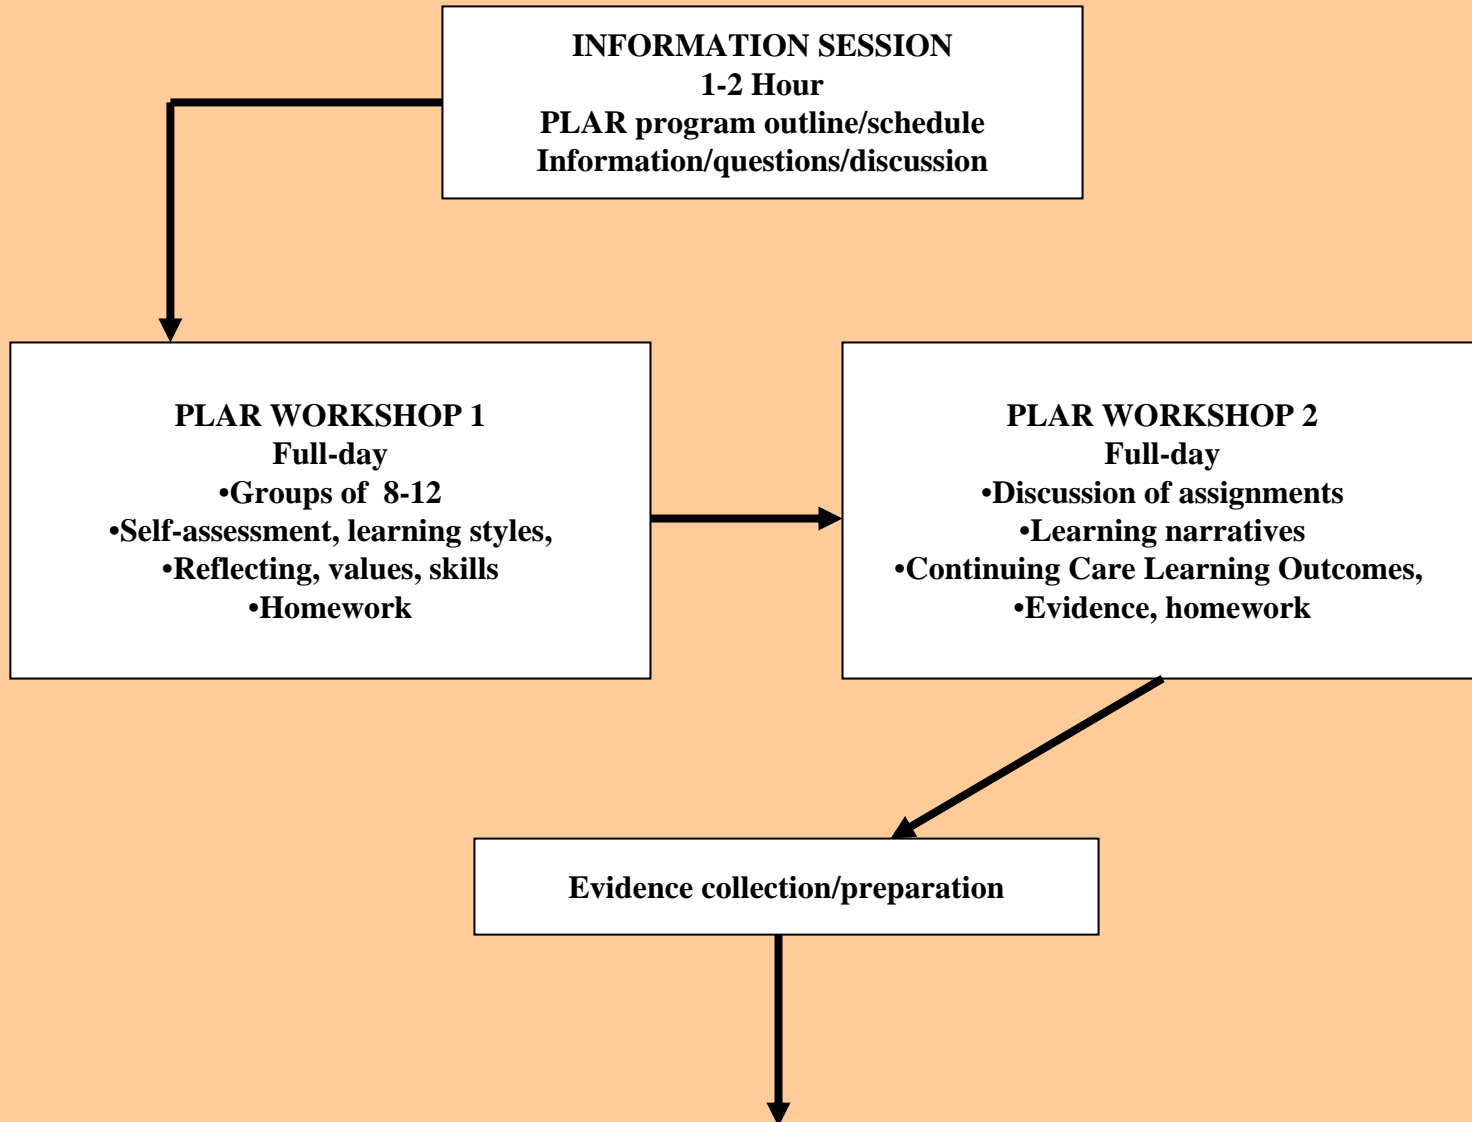 INFORMATION SESSION
1-2 Hour
PLAR program outline/schedule
Information/questions/discussion
PLAR WORKSHOP 1
Full-day
•Groups of  8-12
•Self-assessment, learning styles,
•Reflecting, values, skills
•Homework
PLAR WORKSHOP 2
Full-day
•Discussion of assignments
•Learning narratives
•Continuing Care Learning Outcomes,
•Evidence, homework
Evidence collection/preparation